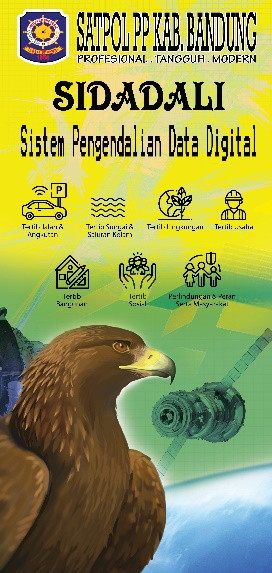 SATPOL PP KAB. BANDUNG
PROFESIONAL . TANGGUH . MODERN
SIDADALI
Sistem Pengendalian Data Digital
Tertib Jalan & Angkutan
Tertib Sungai & Saluran Kolam
Tertib Lingkungan
Tertib Usaha
Tertib Bangunan
Tertib Sosial
Perlindungan & Peran Serta Masyarakat